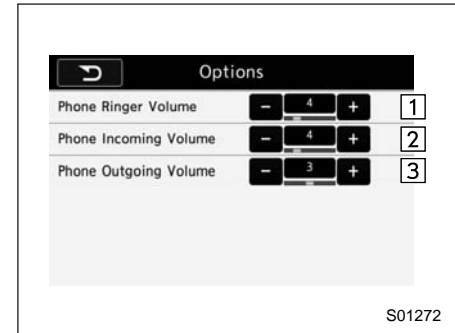 Options
Phone Ringer Volume - 4 + 1
Phone Incoming Volume - 4 + 2
Phone Outgoing Volume - 3 + 3
S01272